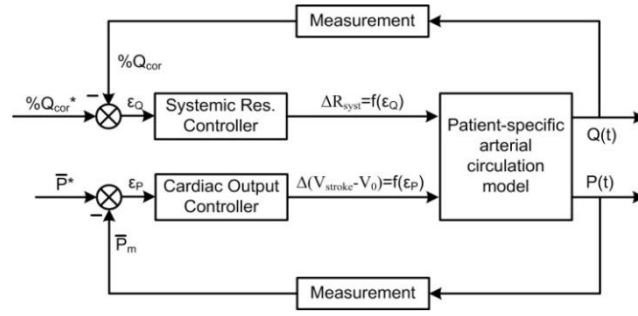 Measurement
%Qcor
%Qcor*
εQ
Systemic Res.
Controller
ΔRsyst=f(εQ)
Patient-specific
arterial
circulation
model
Q(t)
P(t)
P̅*
εP
Cardiac Output
Controller
Δ(Vstroke-V0)=f(εP)
P̅m
Measurement